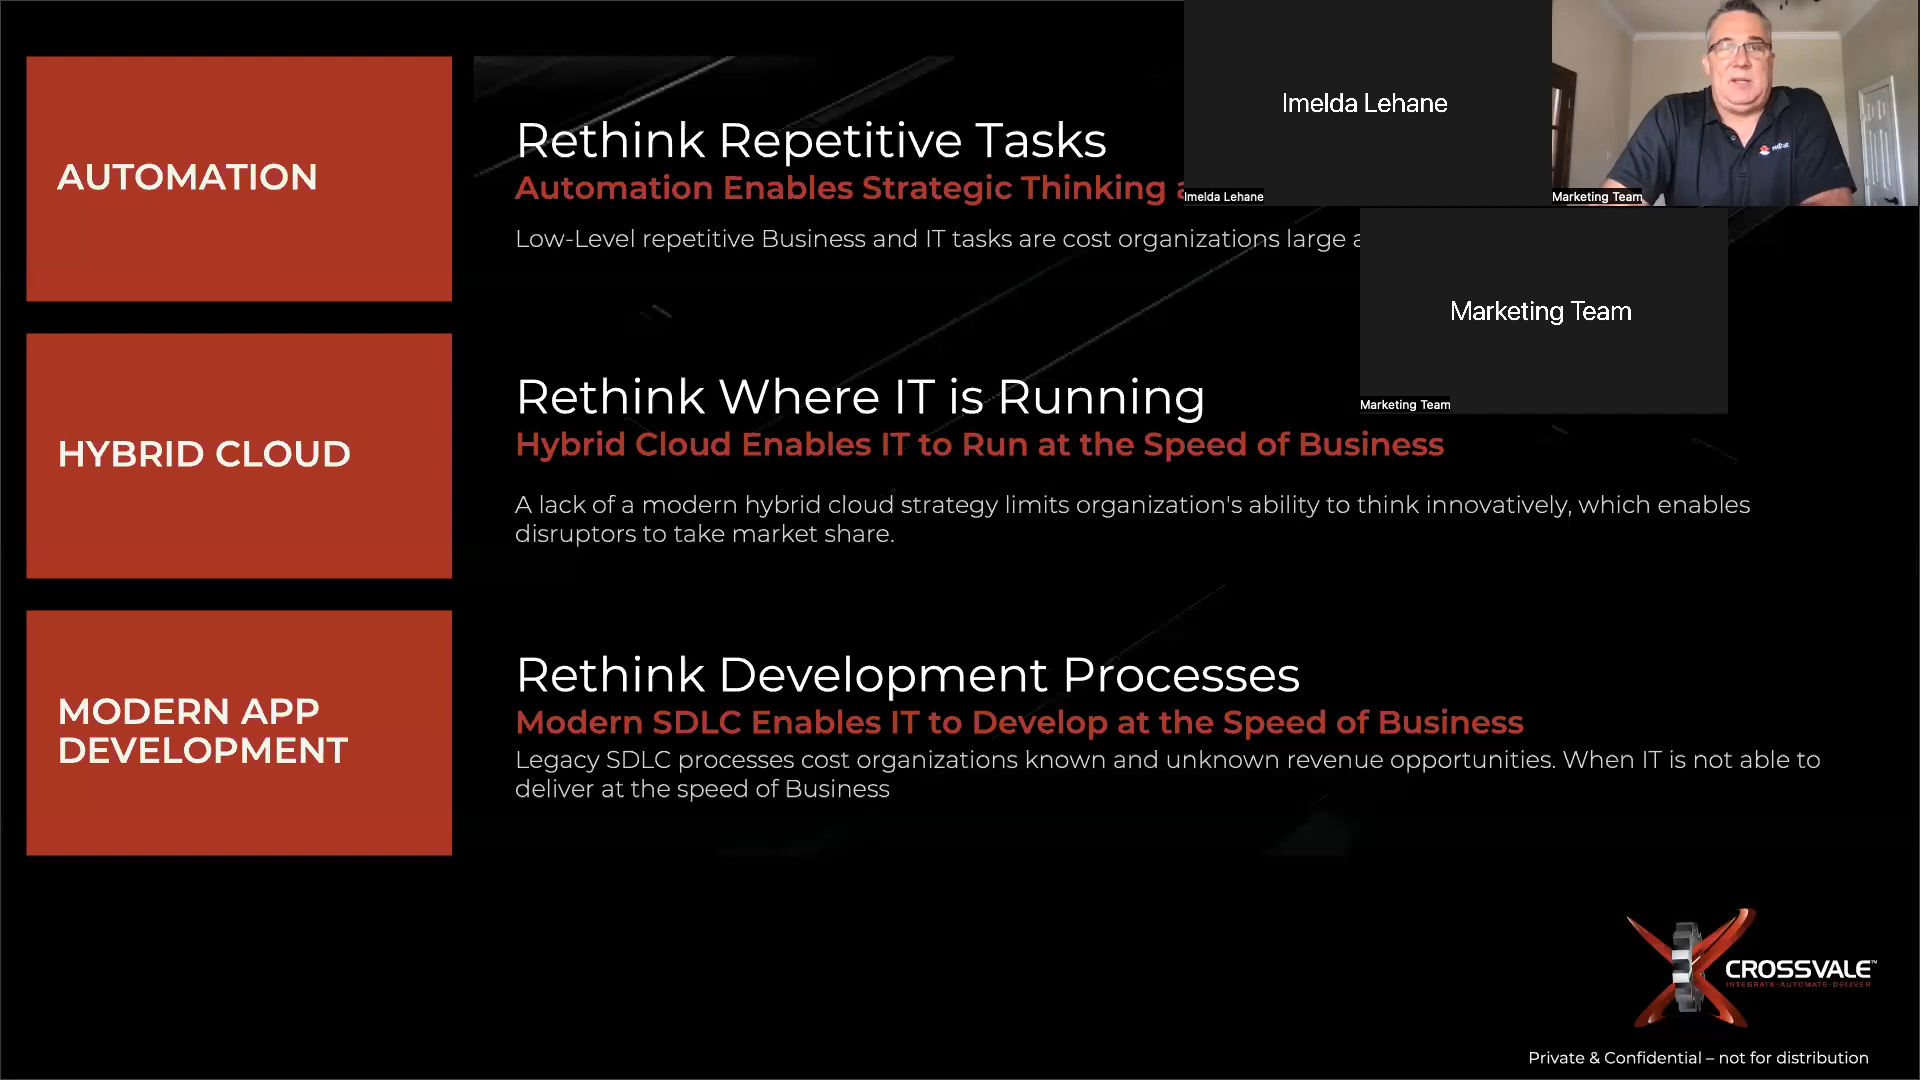 AUTOMATION
Rethink Repetitive Tasks
Automation Enables Strategic Thinking
Low-Level repetitive Business and IT tasks are cost organizations large
Imelda Lehane
Imelda Lehane
Marketing Team
redhat
Marketing Team
Marketing Team
HYBRID CLOUD
Rethink Where IT is Running
Hybrid Cloud Enables IT to Run at the Speed of Business
A lack of a modern hybrid cloud strategy limits organization's ability to think innovatively, which enables
disruptors to take market share.
MODERN APP
DEVELOPMENT
Rethink Development Processes
Modern SDLC Enables IT to Develop at the Speed of Business
Legacy SDLC processes cost organizations known and unknown revenue opportunities. When IT is not able to
deliver at the speed of Business
CROSSVALE™
INTEGRATE·AUTOMATE·DELIVER
Private & Confidential – not for distribution